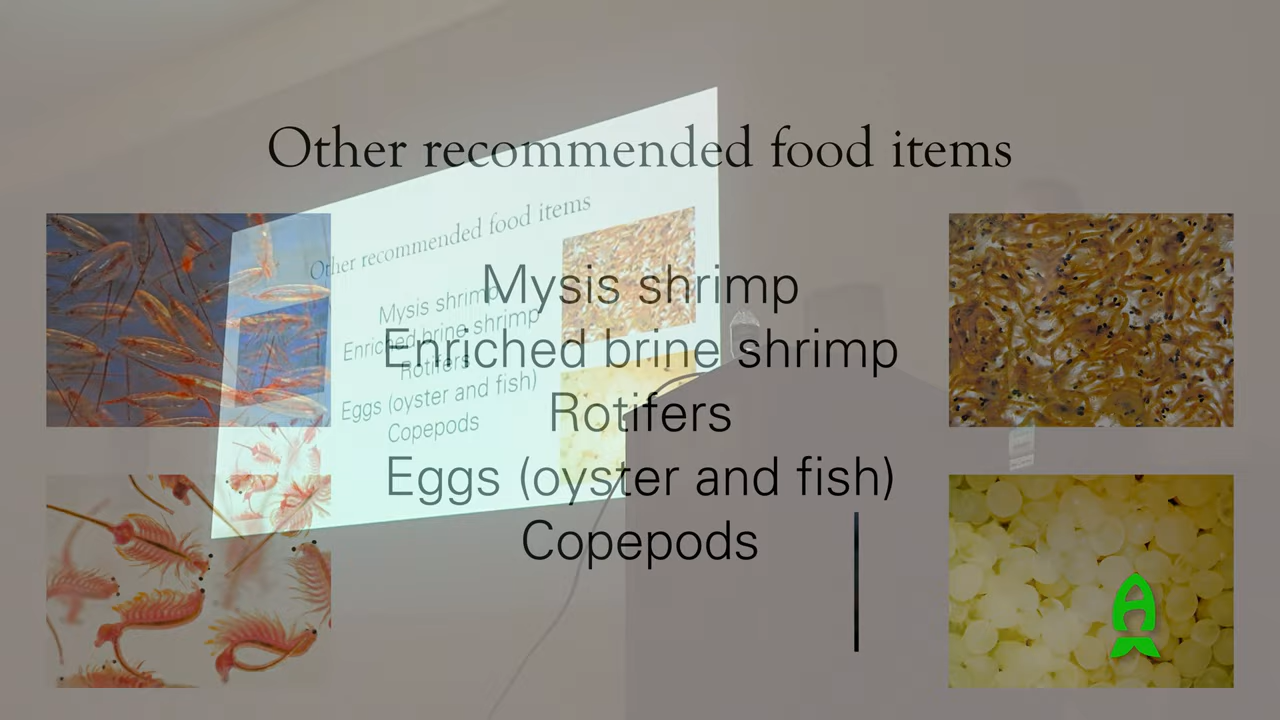 Other recommended food items
Mysis shrimp
Enriched brine shrimp
Rotifers
Eggs (oyster and fish)
Copepods
Other recommended food items
Mysis shrimp
Enriched brine shrimp
Rotifers
Eggs (oyster and fish)
Copepods
A